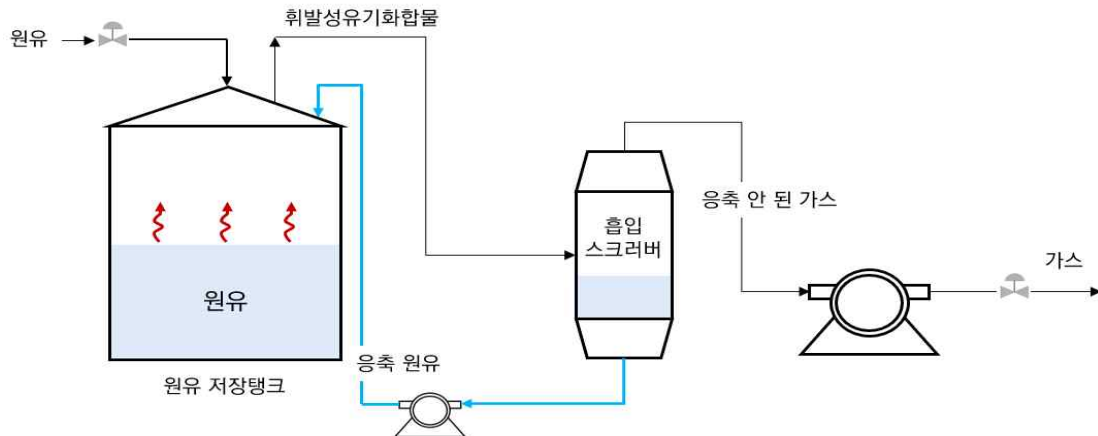 휘발성유기화합물
원유
응축 안 된 가스
흡입
스크러버
가스
원유
응축 원유
원유 저장탱크